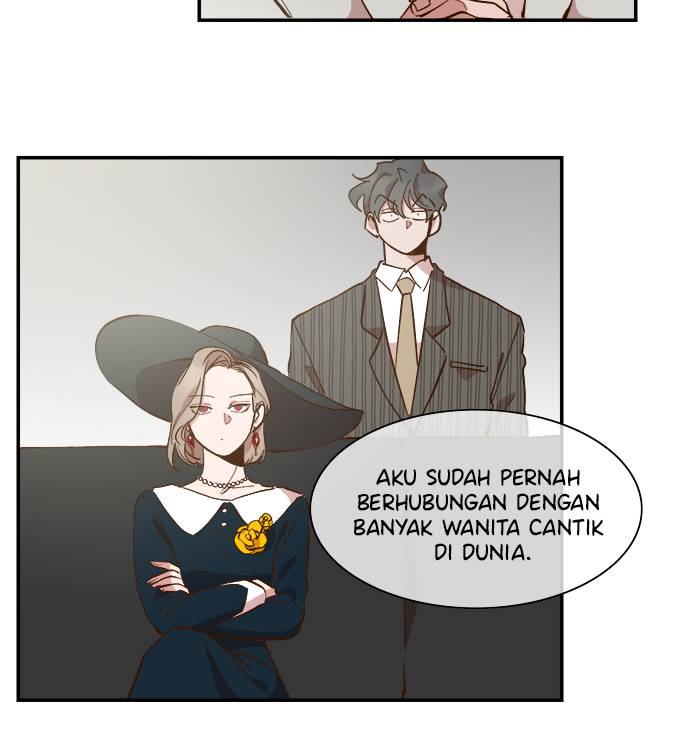 AKU SUDAH PERNAH
BERHUBUNGAN DENGAN
BANYAK WANITA CANTIK
DI DUNIA.